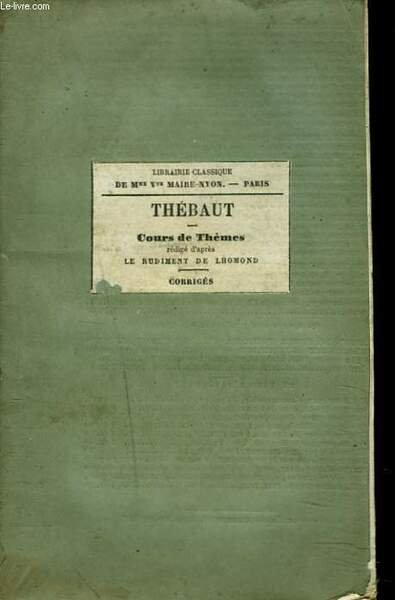 Le-livre.com
LIBRAIRIE CLASSIQUE
DE Mme Vve MAIRE-NYON. — PARIS
THÉBAUT
Cours de Thèmes
rédigé d'après
LE RUDIMENT DE LHOMOND
CORRIGÉS